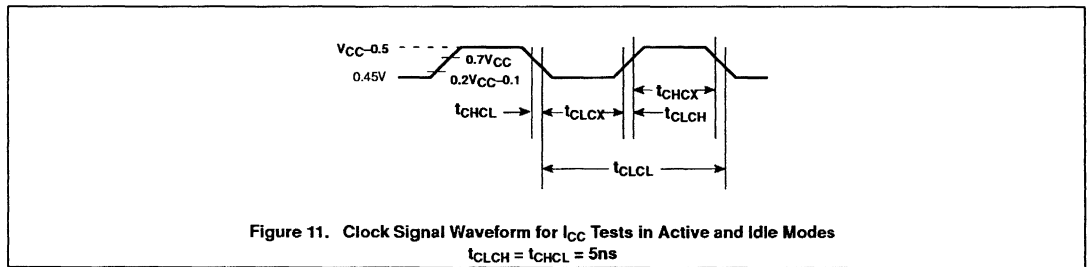 VCC–0.5
0.7VCC
0.45V
0.2VCC–0.1
tCHCX
tCHCL
tCLCX
tCLCH
tCLCL
Figure 11. Clock Signal Waveform for ICC Tests in Active and Idle Modes
tCLCH = tCHCL = 5ns